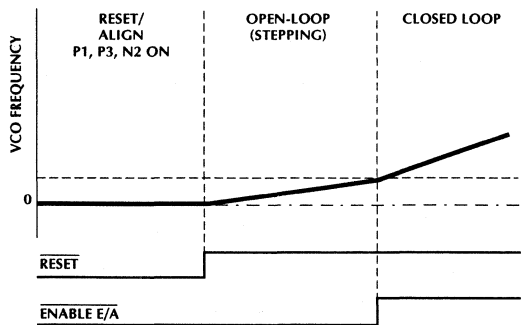 RESET/
ALIGN
P1, P3, N2 ON
OPEN-LOOP
(STEPPING)
CLOSED LOOP
VCO FREQUENCY
0
RESET
ENABLE E/A